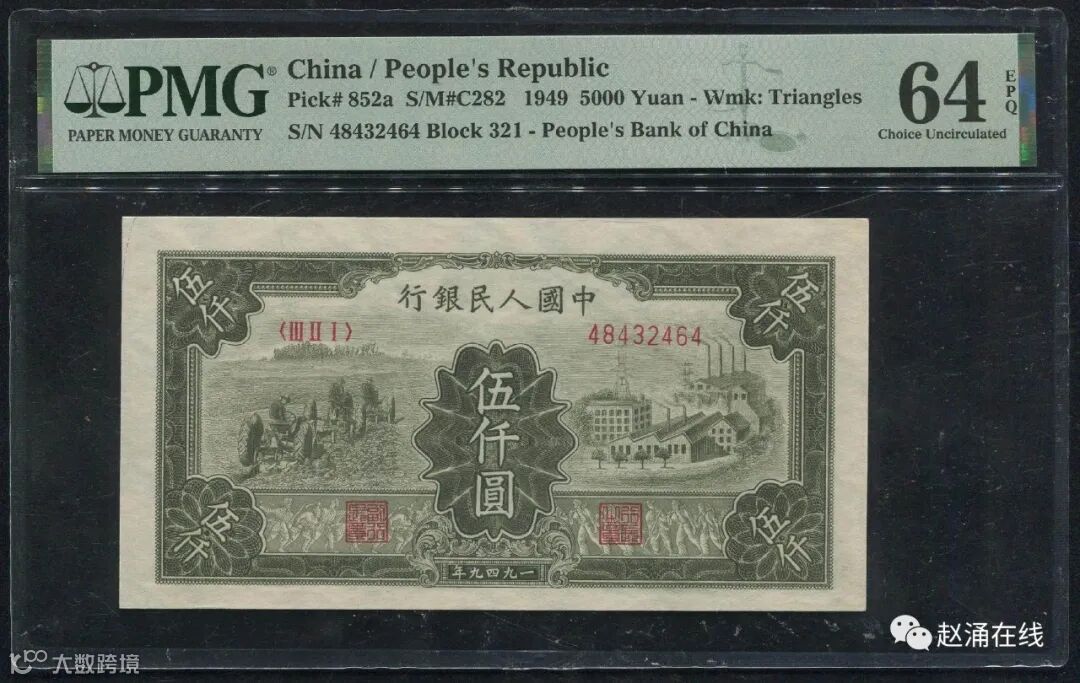 PMG®
PAPER MONEY GUARANTY
China / People's Republic
Pick# 852a S/M#C282 1949 5000 Yuan - Wmk: Triangles
S/N 48432464 Block 321 - People's Bank of China
64 EPQ
Choice Uncirculated
伍仟
伍仟
行銀民人國中
〈III II I〉
48432464
伍仟圓
伍仟
伍仟
年九四九一
赵涌在线
大数跨境